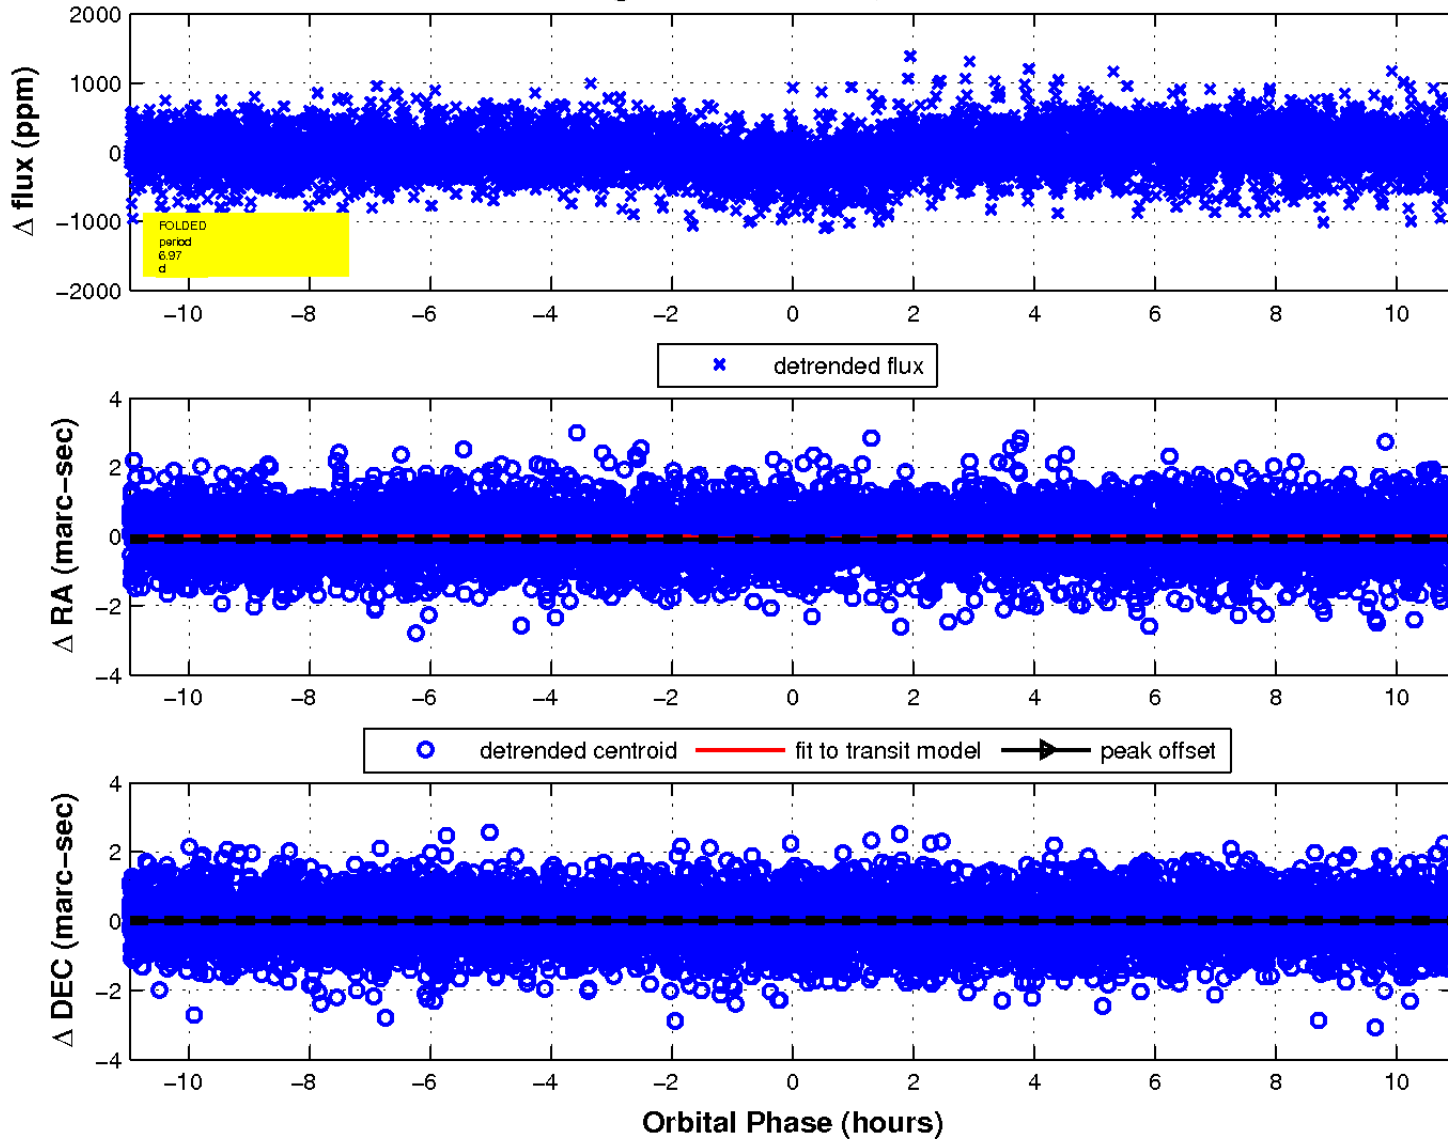 2000
1000
0
−1000
−2000
Δ flux (ppm)
FOLDED
period
6.97
d
−10 −8 −6 −4 −2 0 2 4 6 8 10
detrended flux
4
2
0
−2
−4
Δ RA (marc−sec)
−10 −8 −6 −4 −2 0 2 4 6 8 10
detrended centroid fit to transit model peak offset
4
2
0
−2
−4
Δ DEC (marc−sec)
−10 −8 −6 −4 −2 0 2 4 6 8 10
Orbital Phase (hours)